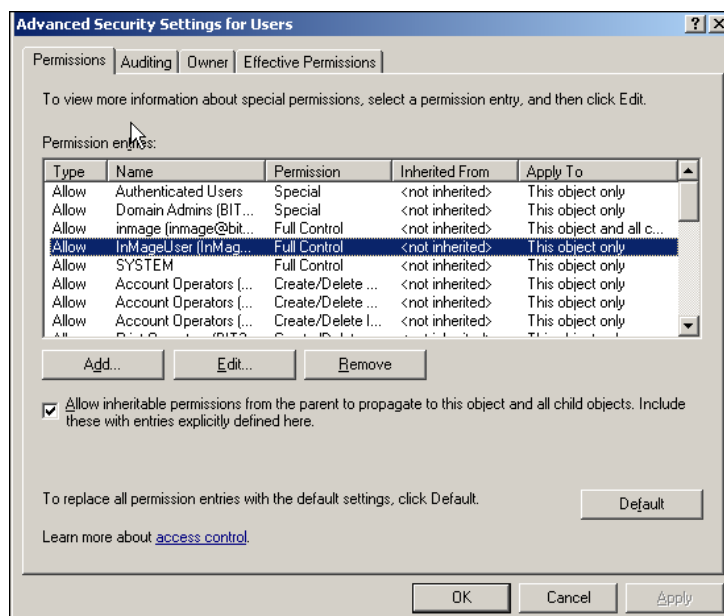 Advanced Security Settings for Users
Permissions Auditing Owner Effective Permissions
To view more information about special permissions, select a permission entry, and then click Edit.
Permission entries:
Type Name Permission Inherited From Apply To
Allow Authenticated Users Special <not inherited> This object only
Allow Domain Admins (BIT... Special <not inherited> This object only
Allow inmage (inmage@bit... Full Control <not inherited> This object and all c...
Allow InMageUser (InMag... Full Control <not inherited> This object only
Allow SYSTEM Full Control <not inherited> This object only
Allow Account Operators (... Create/Delete ... <not inherited> This object only
Allow Account Operators (... Create/Delete ... <not inherited> This object only
Allow Account Operators (... Create/Delete I... <not inherited> This object only
Add... Edit... Remove
Allow inheritable permissions from the parent to propagate to this object and all child objects. Include
these with entries explicitly defined here.
To replace all permission entries with the default settings, click Default.
Default
Learn more about access control.
OK Cancel Apply